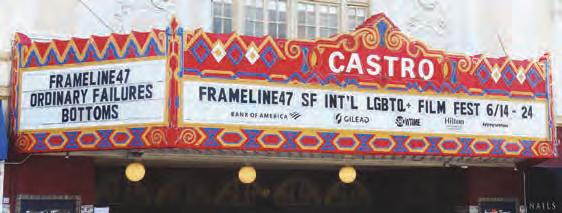 FRAMELINE47
ORDINARY FAILURES
BOTTOMS
CASTRO
FRAMELINE47 SF INT'L LGBTQ+ FILM FEST 6/14-24
BANK OF AMERICA GILEAD SHOWTIME Hilton
NAILS